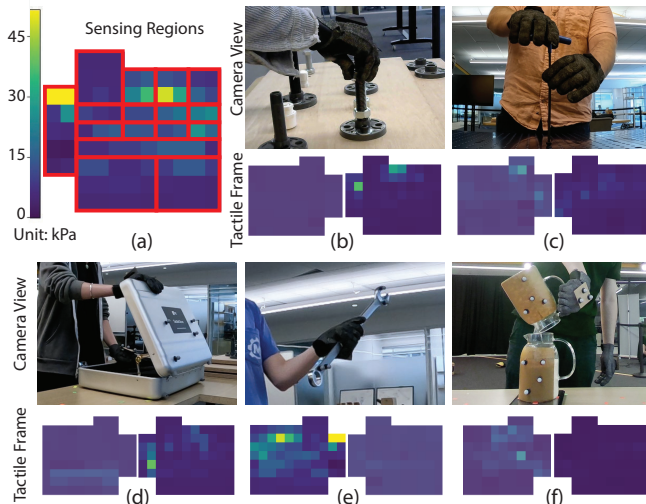 Sensing Regions
45
30
15
0
Unit: kPa
(a)
Camera View
Tactile Frame
(b)
(c)
Camera View
Tactile Frame
(d)
(e)
(f)